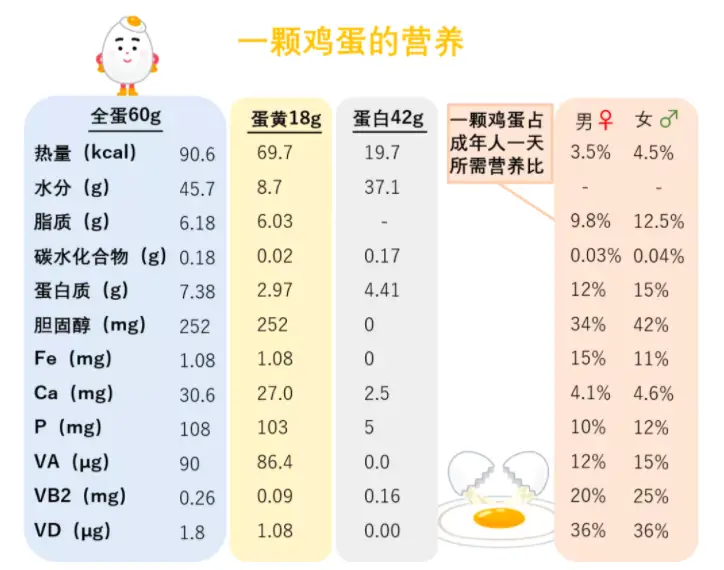 一颗鸡蛋的营养
全蛋60g 蛋黄18g 蛋白42g 一颗鸡蛋占成年人一天所需营养比 男♀ 女♂
热量（kcal） 90.6 69.7 19.7 3.5% 4.5%
水分（g） 45.7 8.7 37.1 - -
脂质（g） 6.18 6.03 - 9.8% 12.5%
碳水化合物（g） 0.18 0.02 0.17 0.03% 0.04%
蛋白质（g） 7.38 2.97 4.41 12% 15%
胆固醇（mg） 252 252 0 34% 42%
Fe（mg） 1.08 1.08 0 15% 11%
Ca（mg） 30.6 27.0 2.5 4.1% 4.6%
P（mg） 108 103 5 10% 12%
VA（μg） 90 86.4 0.0 12% 15%
VB2（mg） 0.26 0.09 0.16 20% 25%
VD（μg） 1.8 1.08 0.00 36% 36%